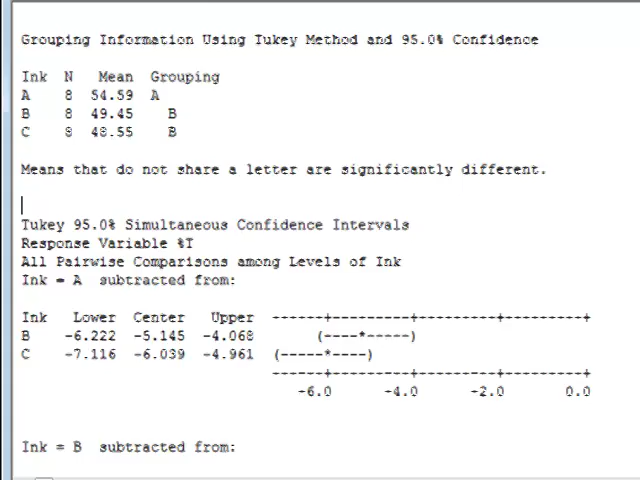 Grouping Information Using Tukey Method and 95.0% Confidence
Ink N Mean Grouping
A 8 54.59 A
B 8 49.45 B
C 8 48.55 B
Means that do not share a letter are significantly different.
Tukey 95.0% Simultaneous Confidence Intervals
Response Variable %T
All Pairwise Comparisons among Levels of Ink
Ink = A subtracted from:
Ink Lower Center Upper ------+---------+---------+---------+
B -6.222 -5.145 -4.068 (----*-----)
C -7.116 -6.039 -4.961 (-----*----)
------+---------+---------+---------+
-6.0 -4.0 -2.0 0.0
Ink = B subtracted from: